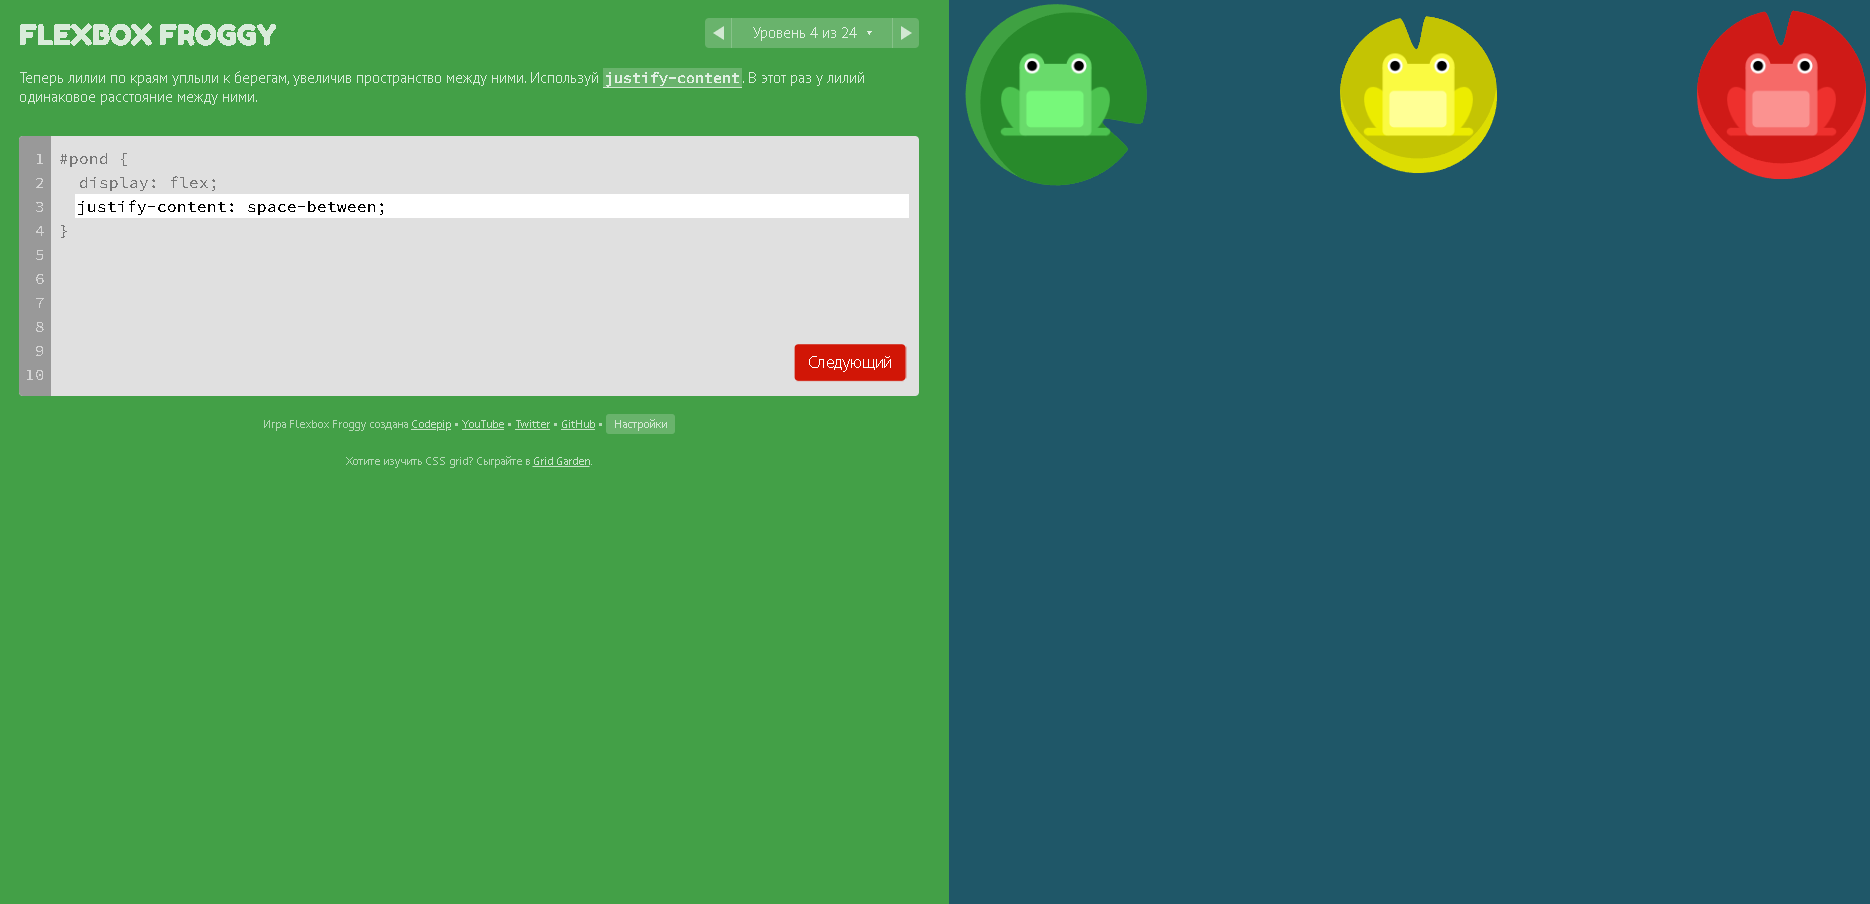 FLEXBOX FROGGY
Уровень 4 из 24 ▾
Теперь лилии по краям уплыли к берегам, увеличив пространство между ними. Используй justify-content. В этот раз у лилий
одинаковое расстояние между ними.
1 #pond {
2 display: flex;
3 justify-content: space-between;
4 }
5
6
7
8
9
10
Следующий
Игра Flexbox Froggy создана Codepip • YouTube • Twitter • GitHub • Настройки
Хотите изучить CSS grid? Сыграйте в Grid Garden.